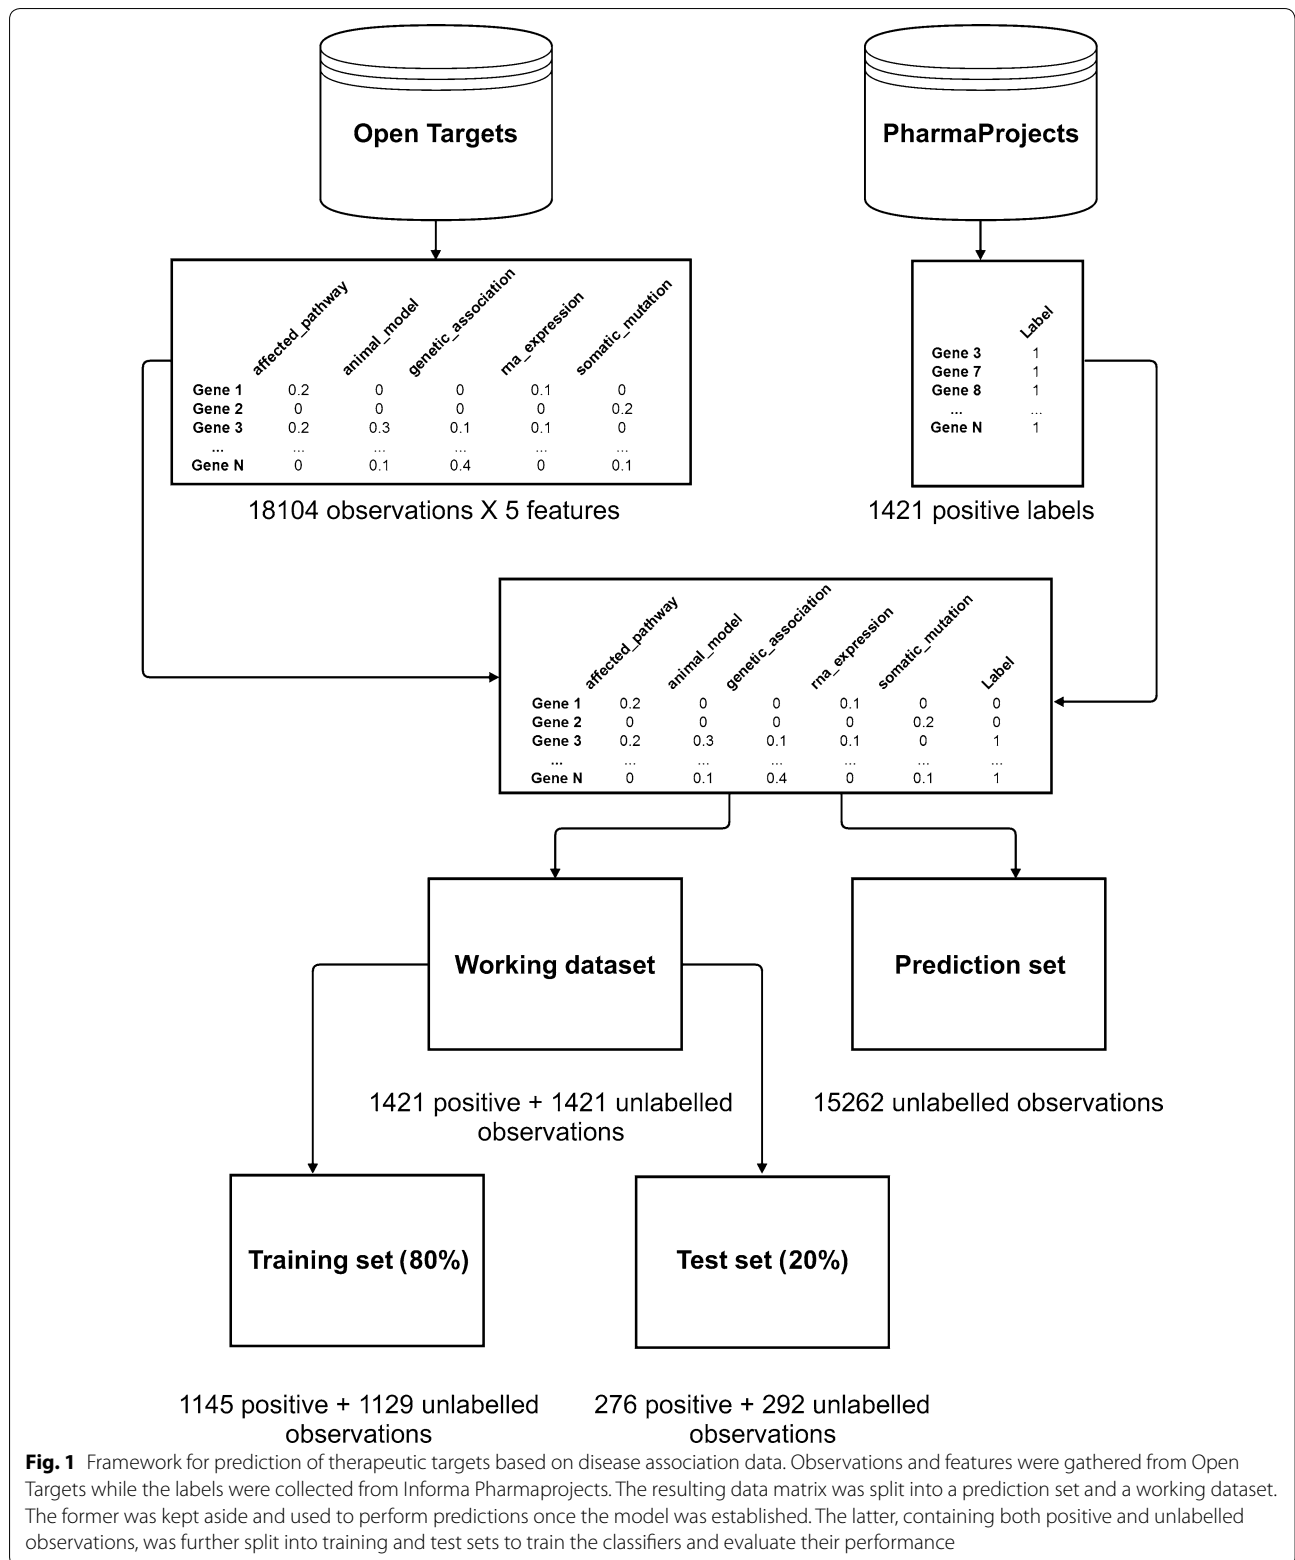 Open Targets
PharmaProjects
affected_pathway
animal_model
genetic_association
rna_expression
somatic_mutation
Gene 1 0.2 0 0 0.1 0
Gene 2 0 0 0 0 0.2
Gene 3 0.2 0.3 0.1 0.1 0
... ... ... ... ... ...
Gene N 0 0.1 0.4 0 0.1
18104 observations X 5 features
Label
Gene 3 1
Gene 7 1
Gene 8 1
... ...
Gene N 1
1421 positive labels
affected_pathway
animal_model
genetic_association
rna_expression
somatic_mutation
Label
Gene 1 0.2 0 0 0.1 0 0
Gene 2 0 0 0 0 0.2 0
Gene 3 0.2 0.3 0.1 0.1 0 1
... ... ... ... ... ... ...
Gene N 0 0.1 0.4 0 0.1 1
Working dataset
Prediction set
1421 positive + 1421 unlabelled
observations
15262 unlabelled observations
Training set (80%)
Test set (20%)
1145 positive + 1129 unlabelled
observations
276 positive + 292 unlabelled
observations
Fig. 1 Framework for prediction of therapeutic targets based on disease association data. Observations and features were gathered from Open
Targets while the labels were collected from Informa Pharmaprojects. The resulting data matrix was split into a prediction set and a working dataset.
The former was kept aside and used to perform predictions once the model was established. The latter, containing both positive and unlabelled
observations, was further split into training and test sets to train the classifiers and evaluate their performance